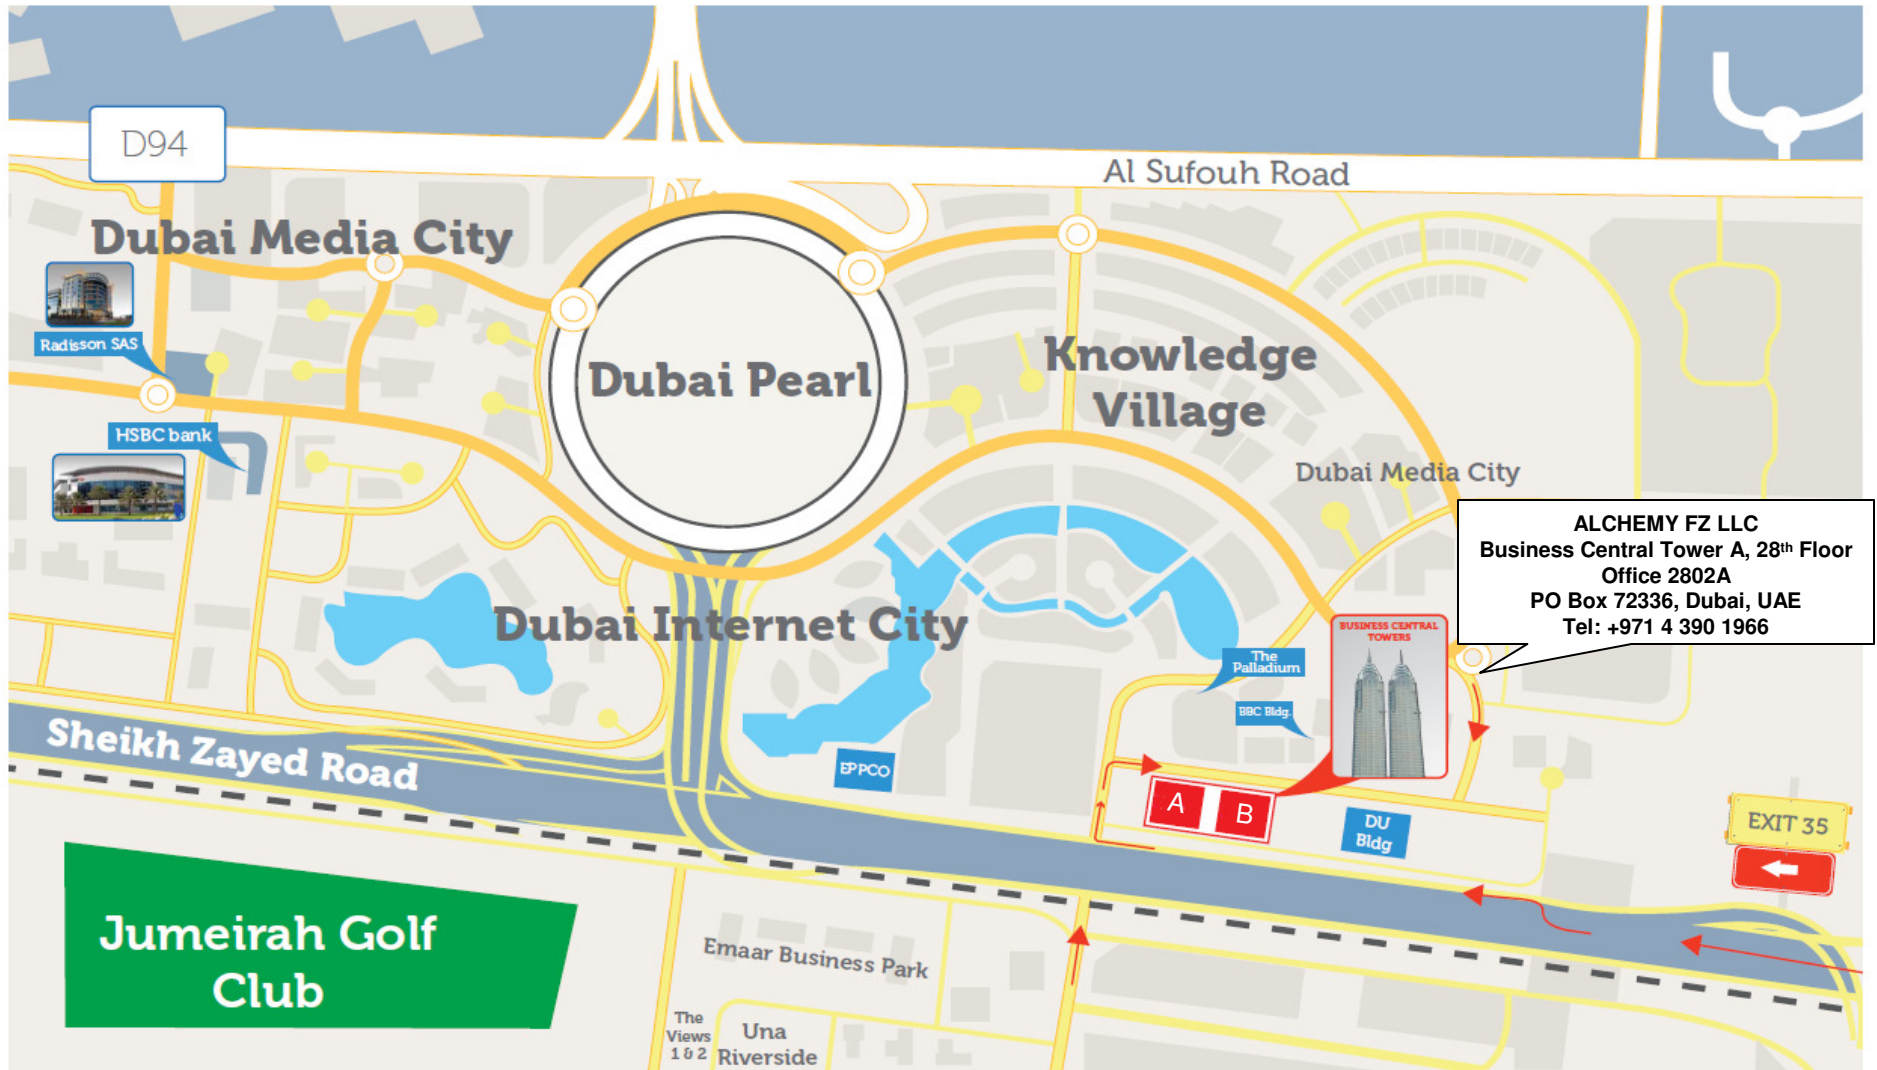 D94
Al Sufouh Road
Dubai Media City
Radisson SAS
HSBC bank
Dubai Pearl
Knowledge
Village
Dubai Media City
ALCHEMY FZ LLC
Business Central Tower A, 28th Floor
Office 2802A
PO Box 72336, Dubai, UAE
Tel: +971 4 390 1966
Dubai Internet City
BUSINESS CENTRAL
TOWERS
The
Palladium
BBC Bldg.
Sheikh Zayed Road
EPPCO
A
B
DU
Bldg
EXIT 35
Jumeirah Golf
Club
Emaar Business Park
The
Views
1 & 2
Una
Riverside